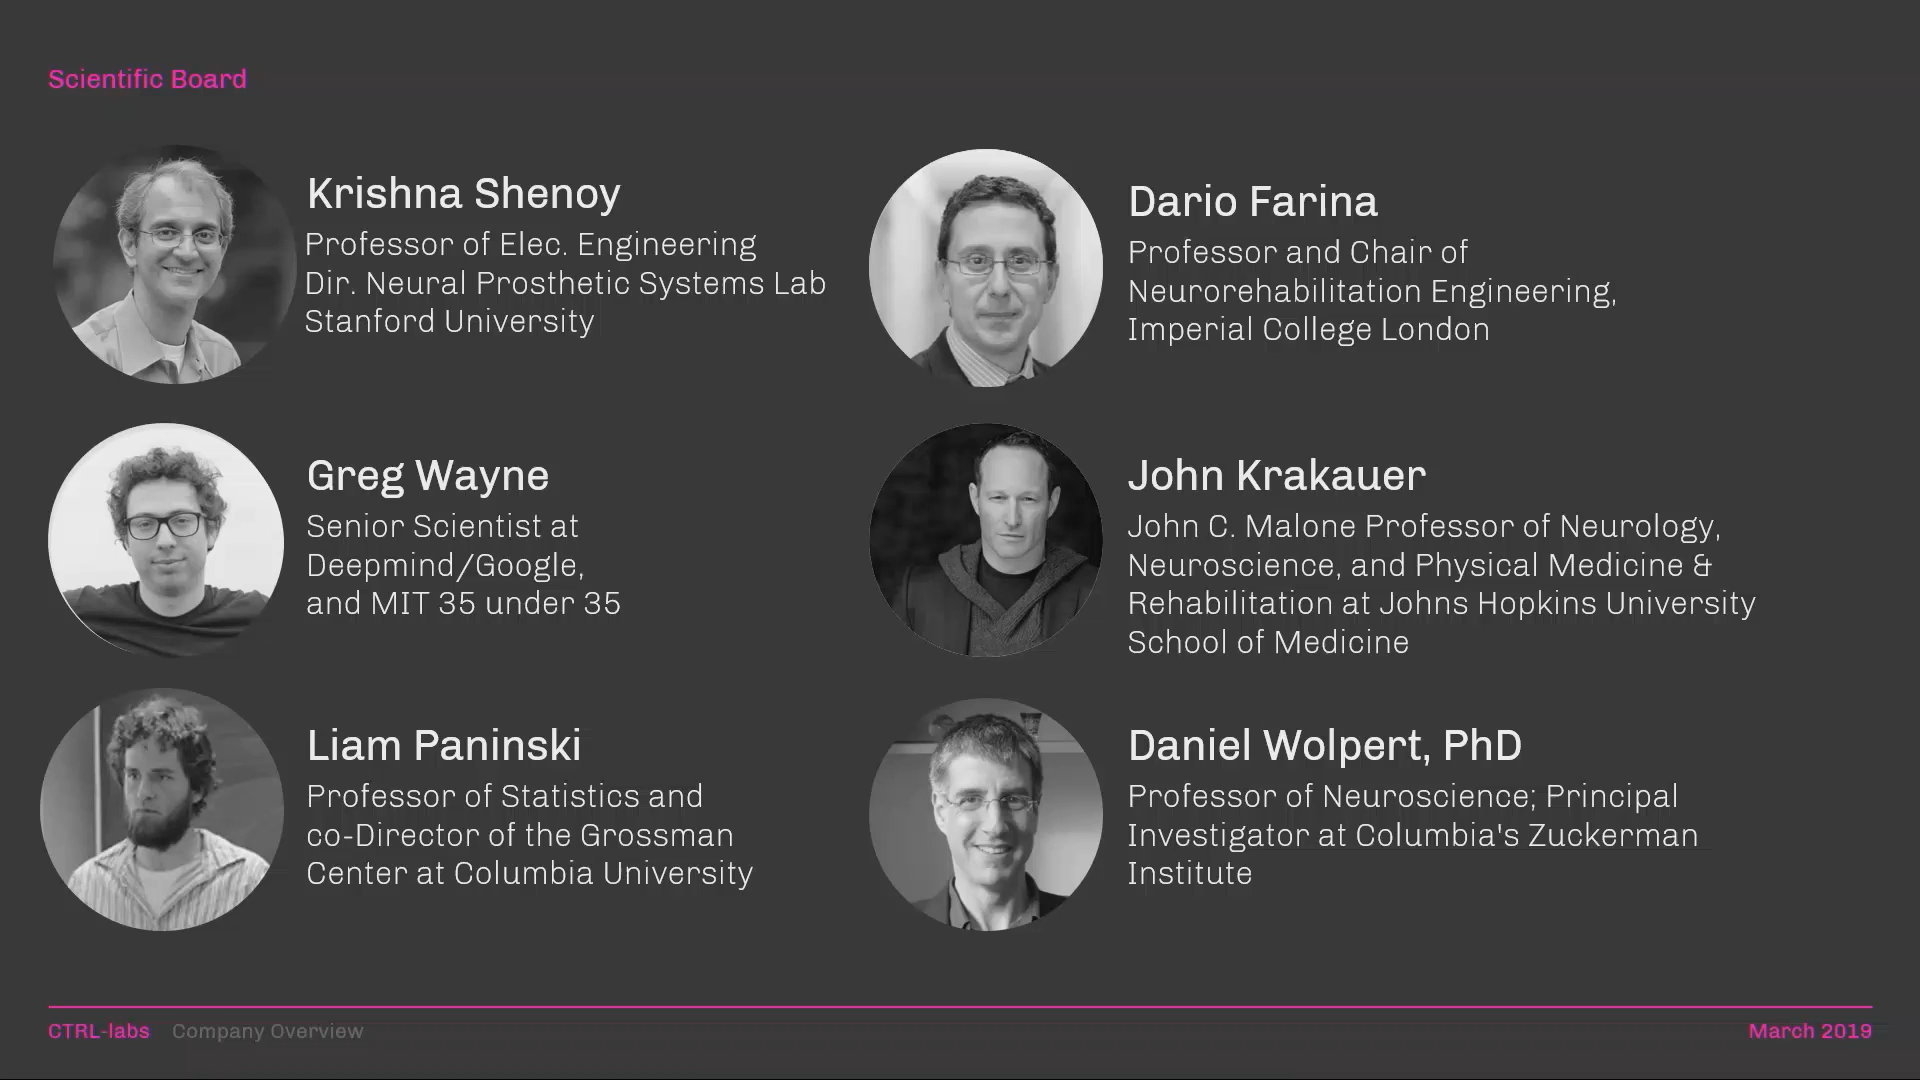 Scientific Board
Krishna Shenoy
Professor of Elec. Engineering
Dir. Neural Prosthetic Systems Lab
Stanford University
Dario Farina
Professor and Chair of
Neurorehabilitation Engineering,
Imperial College London
Greg Wayne
Senior Scientist at
Deepmind/Google,
and MIT 35 under 35
John Krakauer
John C. Malone Professor of Neurology,
Neuroscience, and Physical Medicine &
Rehabilitation at Johns Hopkins University
School of Medicine
Liam Paninski
Professor of Statistics and
co-Director of the Grossman
Center at Columbia University
Daniel Wolpert, PhD
Professor of Neuroscience; Principal
Investigator at Columbia's Zuckerman
Institute
CTRL-labs Company Overview
March 2019